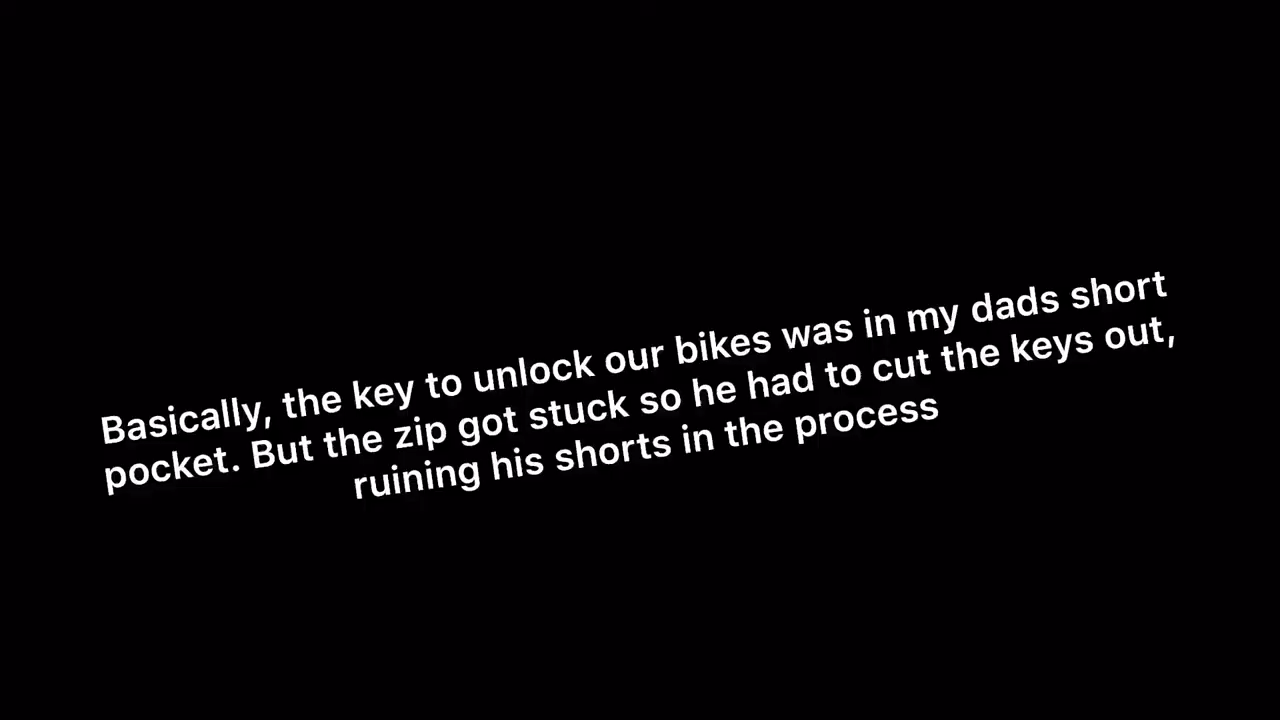 Basically, the key to unlock our bikes was in my dads short
pocket. But the zip got stuck so he had to cut the keys out,
ruining his shorts in the process